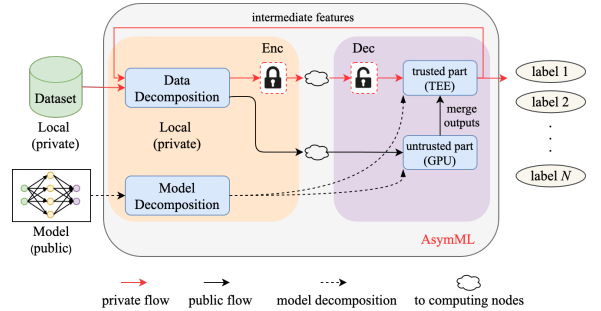 intermediate features
Enc
Dec
Dataset
Local
(private)
Data
Decomposition
Local
(private)
trusted part
(TEE)
merge
outputs
untrusted part
(GPU)
label 1
label 2
label N
Model
Decomposition
Model
(public)
AsymML
private flow
public flow
model decomposition
to computing nodes